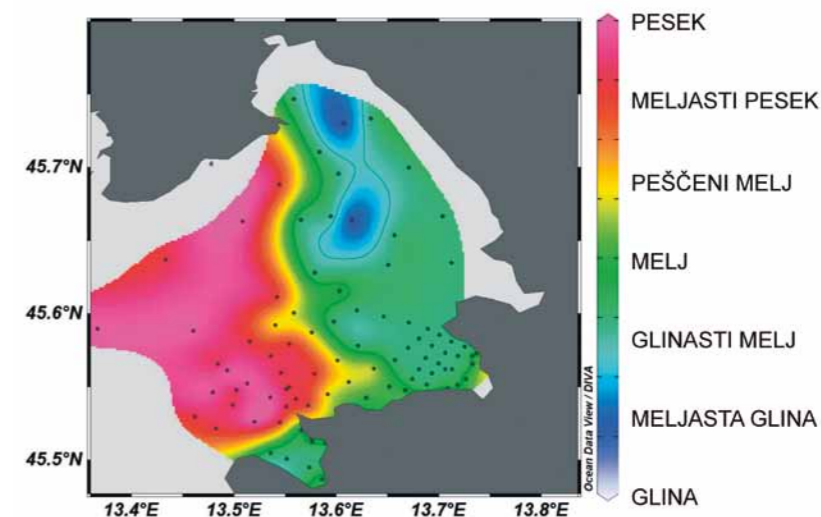 45.7°N
45.6°N
45.5°N
13.4°E 13.5°E 13.6°E 13.7°E 13.8°E
Ocean Data View / DIVA
PESEK
MELJASTI PESEK
PEŠČENI MELJ
MELJ
GLINASTI MELJ
MELJASTA GLINA
GLINA